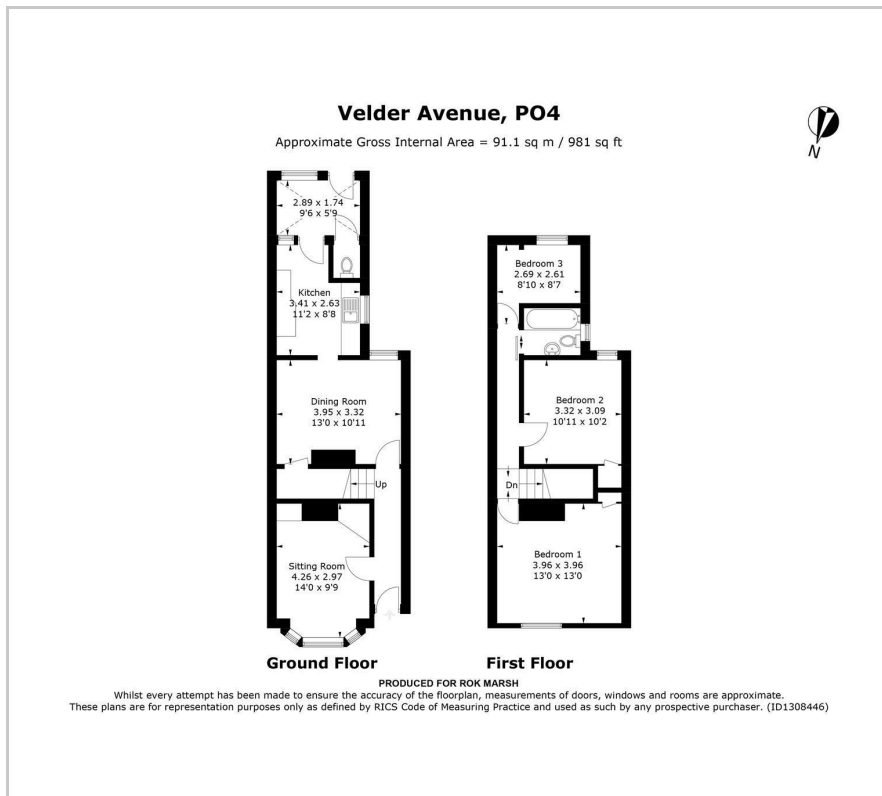 Velder Avenue, PO4
Approximate Gross Internal Area = 91.1 sq m / 981 sq ft
N
2.89 x 1.74
9'6 x 5'9
Kitchen
3.41 x 2.63
11'2 x 8'8
Dining Room
3.95 x 3.32
13'0 x 10'11
Up
Sitting Room
4.26 x 2.97
14'0 x 9'9
Ground Floor
Bedroom 3
2.69 x 2.61
8'10 x 8'7
Bedroom 2
3.32 x 3.09
10'11 x 10'2
Dn
Bedroom 1
3.96 x 3.96
13'0 x 13'0
First Floor
PRODUCED FOR ROK MARSH
Whilst every attempt has been made to ensure the accuracy of the floorplan, measurements of doors, windows and rooms are approximate.
These plans are for representation purposes only as defined by RICS Code of Measuring Practice and used as such by any prospective purchaser. (ID1308446)